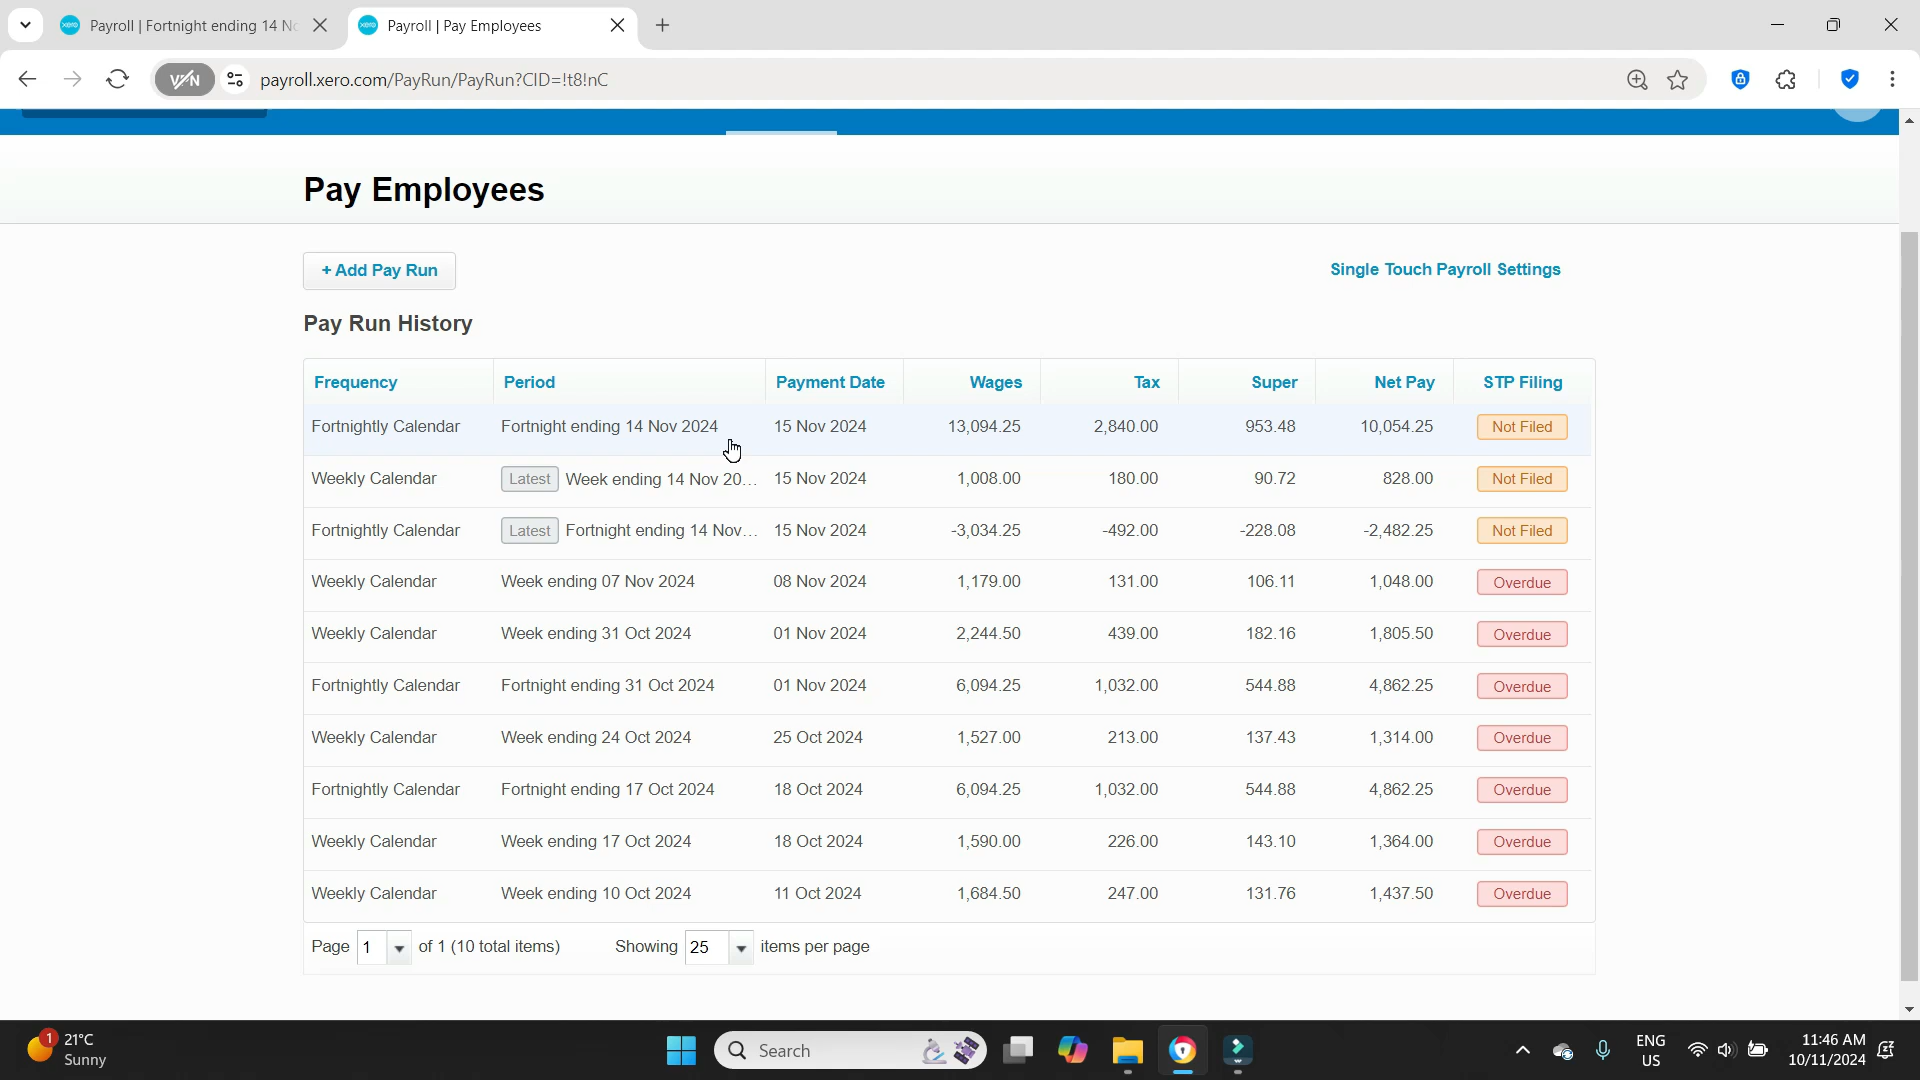 Payroll | Fortnight ending 14 No
Payroll | Pay Employees
VPN
payroll.xero.com/PayRun/PayRun?CID=!t8!nC
Pay Employees
+ Add Pay Run
Single Touch Payroll Settings
Pay Run History
Frequency Period Payment Date Wages Tax Super Net Pay STP Filing
Fortnightly Calendar Fortnight ending 14 Nov 2024 15 Nov 2024 13,094.25 2,840.00 953.48 10,054.25 Not Filed
Weekly Calendar Latest Week ending 14 Nov 20... 15 Nov 2024 1,008.00 180.00 90.72 828.00 Not Filed
Fortnightly Calendar Latest Fortnight ending 14 Nov... 15 Nov 2024 -3,034.25 -492.00 -228.08 -2,482.25 Not Filed
Weekly Calendar Week ending 07 Nov 2024 08 Nov 2024 1,179.00 131.00 106.11 1,048.00 Overdue
Weekly Calendar Week ending 31 Oct 2024 01 Nov 2024 2,244.50 439.00 182.16 1,805.50 Overdue
Fortnightly Calendar Fortnight ending 31 Oct 2024 01 Nov 2024 6,094.25 1,032.00 544.88 4,862.25 Overdue
Weekly Calendar Week ending 24 Oct 2024 25 Oct 2024 1,527.00 213.00 137.43 1,314.00 Overdue
Fortnightly Calendar Fortnight ending 17 Oct 2024 18 Oct 2024 6,094.25 1,032.00 544.88 4,862.25 Overdue
Weekly Calendar Week ending 17 Oct 2024 18 Oct 2024 1,590.00 226.00 143.10 1,364.00 Overdue
Weekly Calendar Week ending 10 Oct 2024 11 Oct 2024 1,684.50 247.00 131.76 1,437.50 Overdue
Page 1 of 1 (10 total items) Showing 25 items per page
1
21°C
Sunny
Search
ENG
US
11:46 AM
10/11/2024